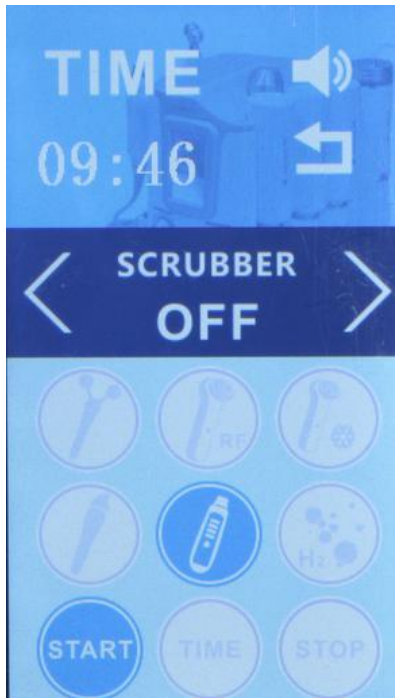 TIME
09:46
SCRUBBER
OFF
RF
H2
START
TIME
STOP